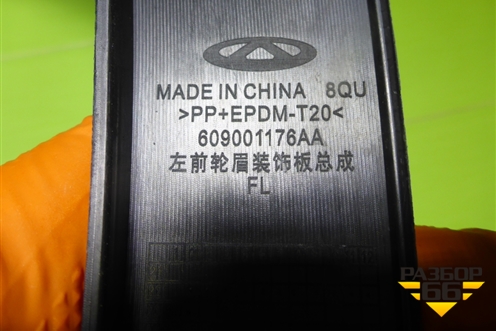 MADE IN CHINA 8QU
>PP+EPDM-T20<
609001176AA
左前轮眉装饰板总成
FL
РАЗБОР
66